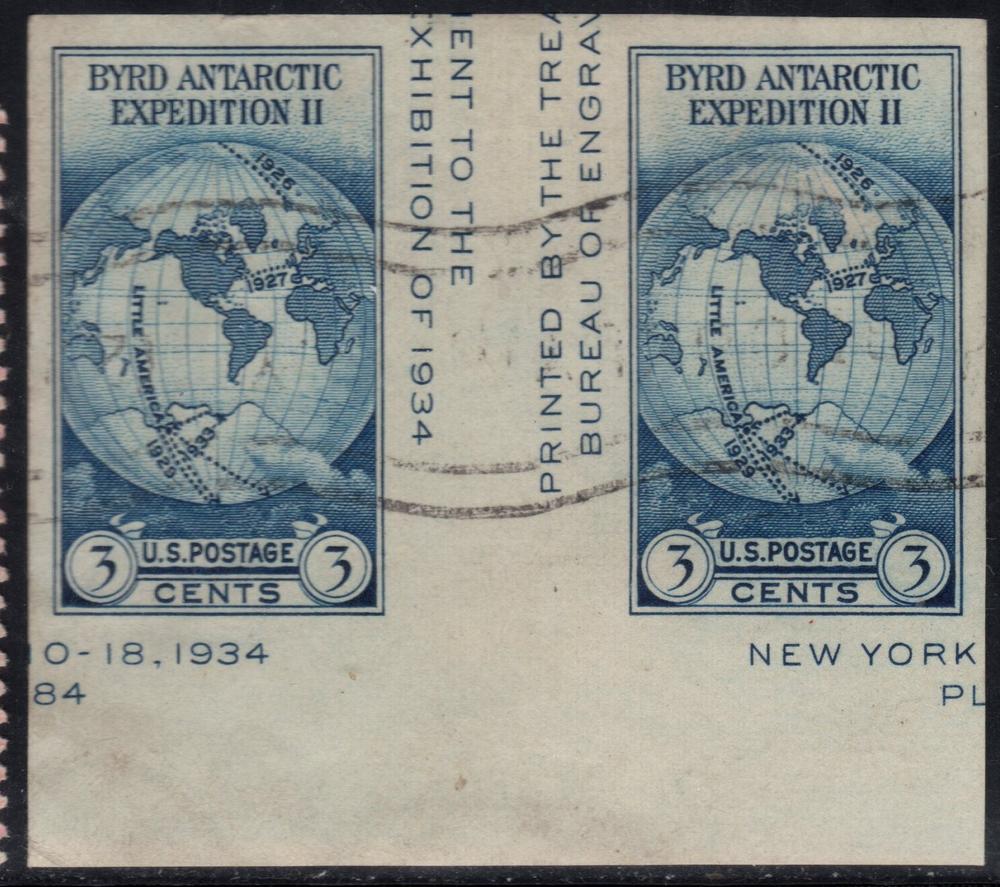 BYRD ANTARCTIC
EXPEDITION II
1926
1927
LITTLE AMERICA
1933
1929
3 U.S. POSTAGE 3
CENTS
O-18, 1934
84
ENT TO THE
EXHIBITION OF 1934
PRINTED BY THE TREA
BUREAU OF ENGRAV
BYRD ANTARCTIC
EXPEDITION II
1926
1927
LITTLE AMERICA
1933
1929
3 U.S. POSTAGE 3
CENTS
NEW YORK
PL